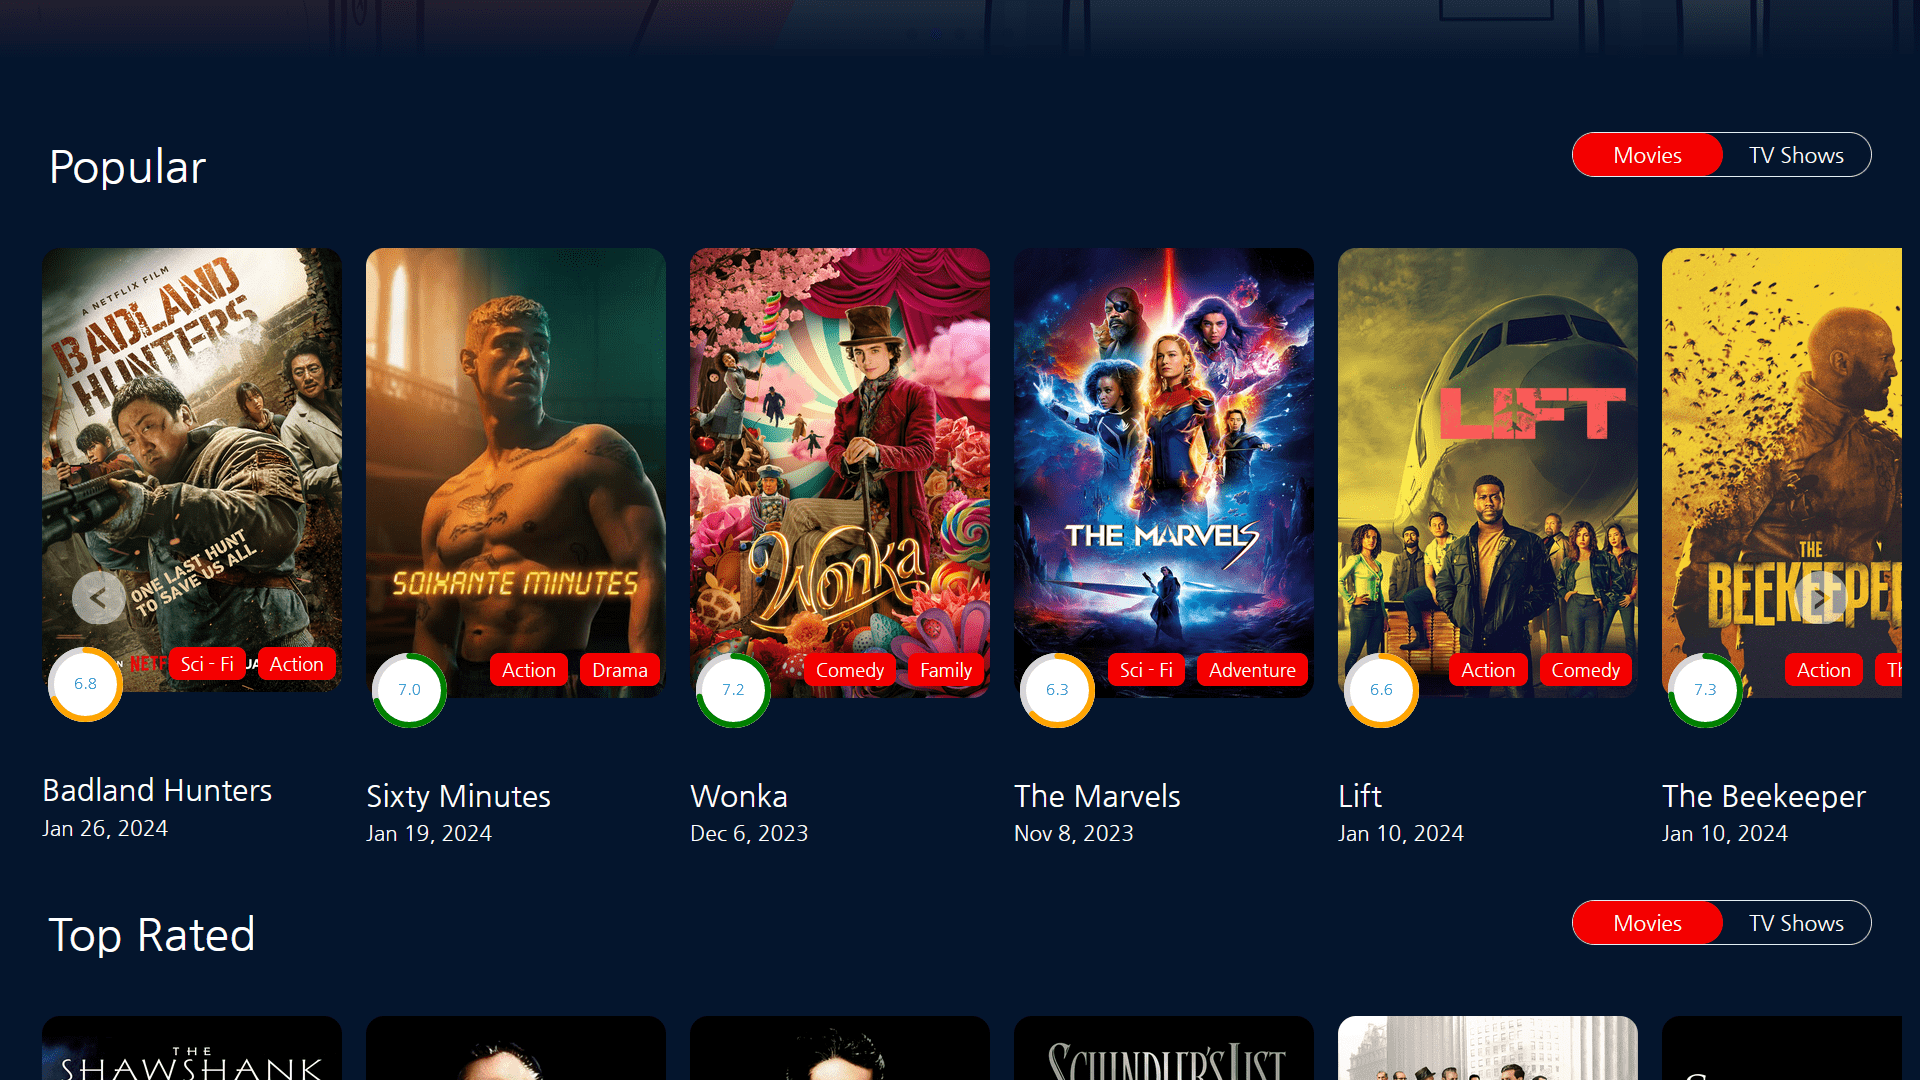 Popular
Movies
TV Shows
A NETFLIX FILM
BADLAND
HUNTERS
ONE LAST HUNT
TO SAVE US ALL
Sci - Fi
Action
6.8
Badland Hunters
Jan 26, 2024
SOIXANTE MINUTES
Action
Drama
7.0
Sixty Minutes
Jan 19, 2024
Wonka
Comedy
Family
7.2
Wonka
Dec 6, 2023
THE MARVELS
Sci - Fi
Adventure
6.3
The Marvels
Nov 8, 2023
LIFT
Action
Comedy
6.6
Lift
Jan 10, 2024
THE
BEEKEEPE
Action
7.3
The Beekeeper
Jan 10, 2024
Top Rated
Movies
TV Shows
THE
SHAWSHANK
SCHINDLER'S LIST